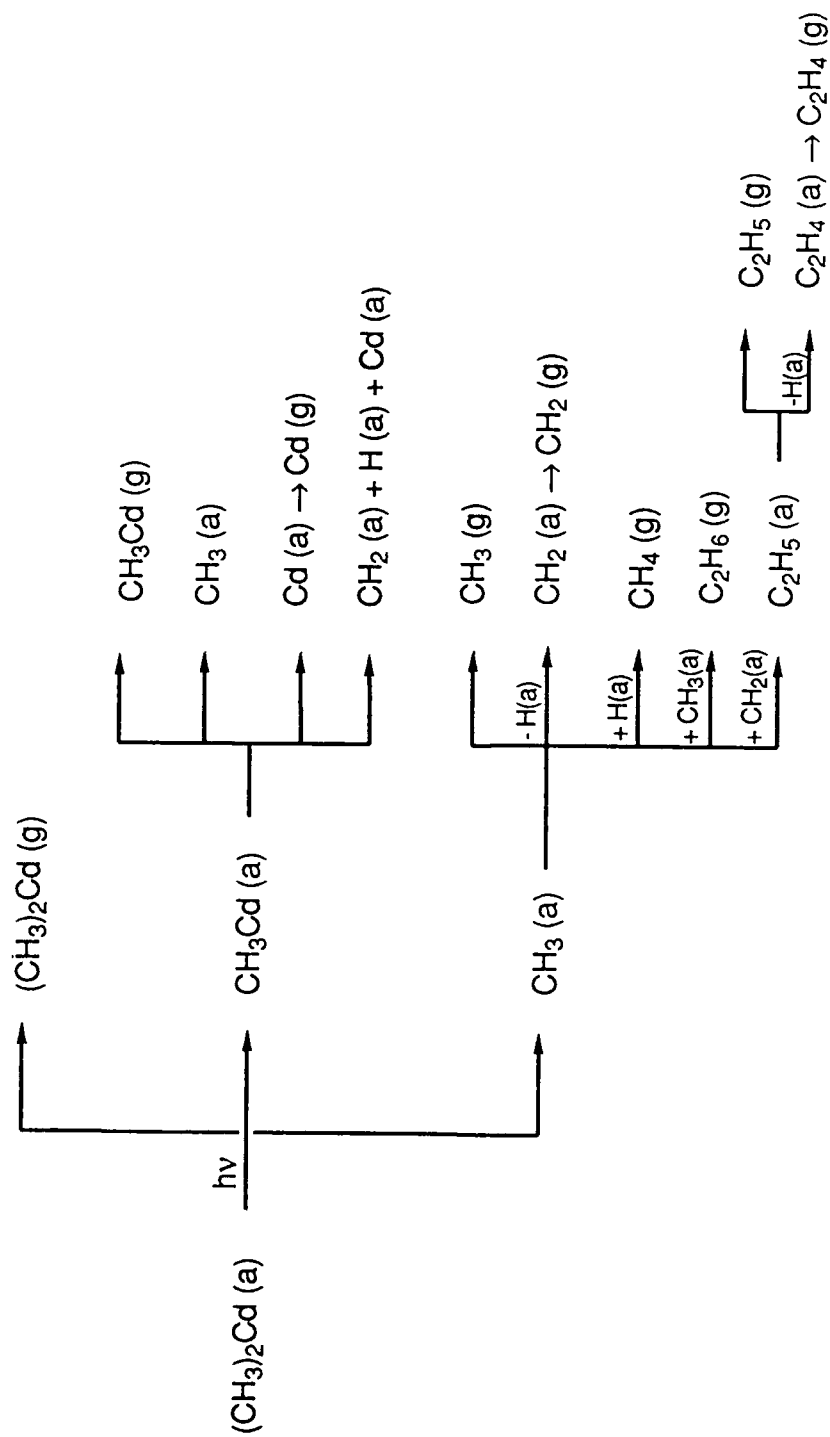 (CH₃)₂Cd (a)
hν
(CH₃)₂Cd (g)
CH₃Cd (a)
CH₃Cd (g)
CH₃ (a)
Cd (a) → Cd (g)
CH₂ (a) + H (a) + Cd (a)
CH₃ (a)
CH₃ (g)
- H(a)
CH₂ (a) → CH₂ (g)
+ H(a)
CH₄ (g)
+ CH₃(a)
C₂H₆ (g)
+ CH₂(a)
C₂H₅ (a)
C₂H₅ (g)
-H(a)
C₂H₄ (a) → C₂H₄ (g)